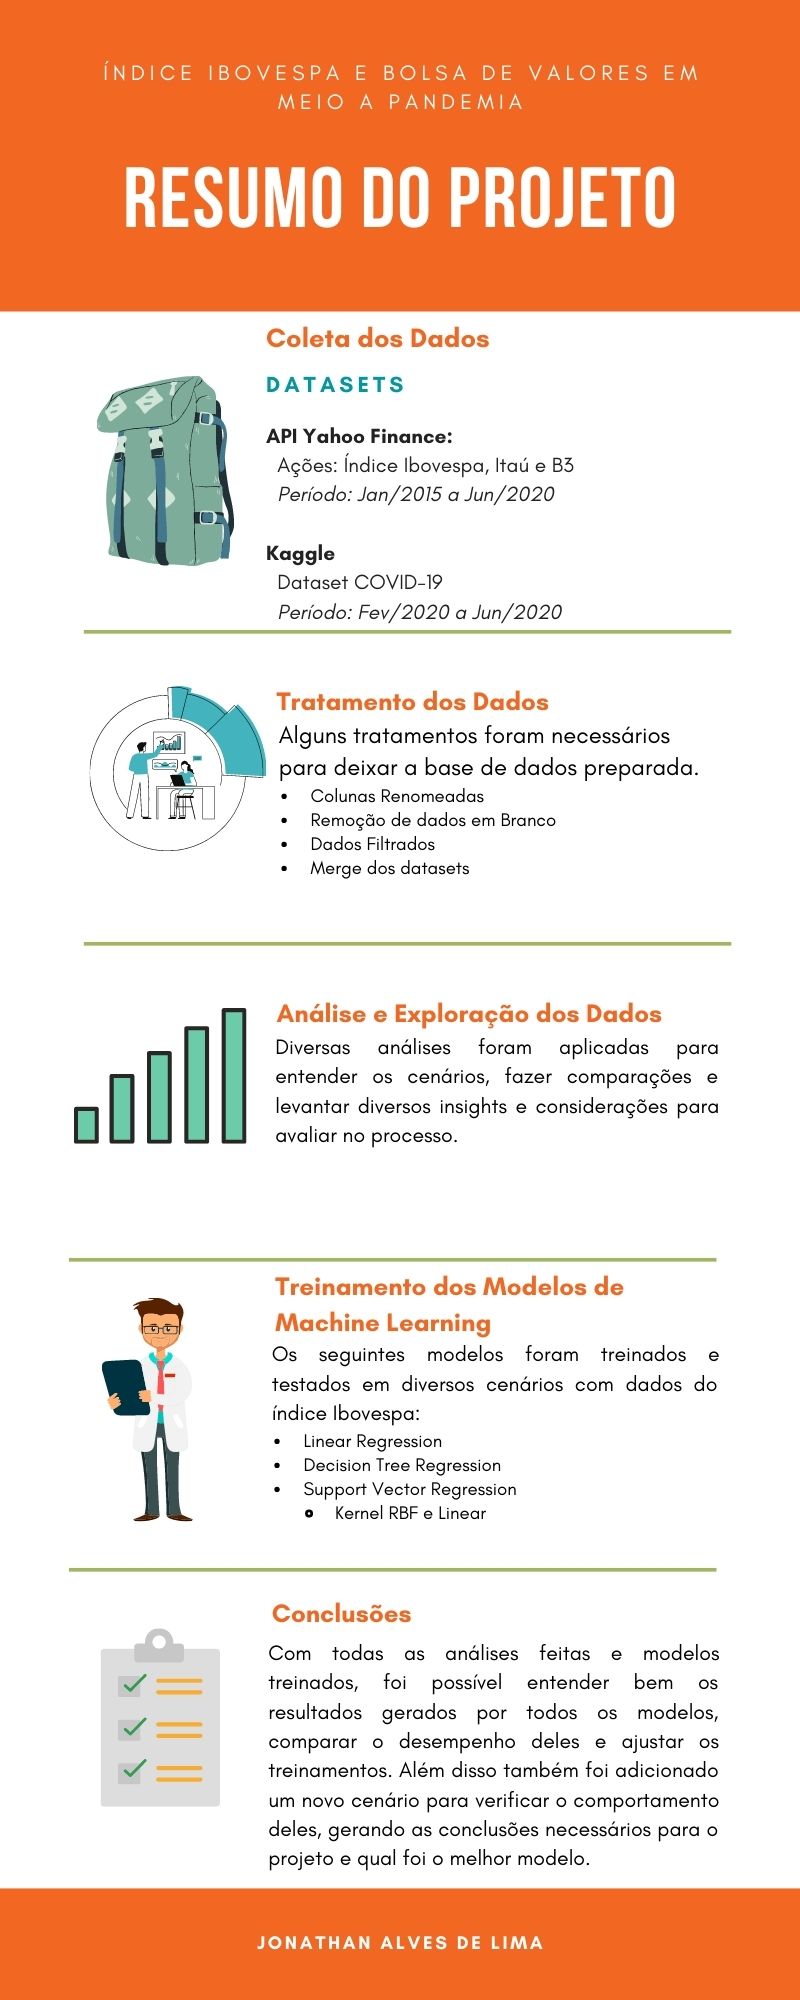 ÍNDICE IBOVESPA E BOLSA DE VALORES EM
MEIO A PANDEMIA
RESUMO DO PROJETO
Coleta dos Dados
DATASETS
API Yahoo Finance:
Ações: Índice Ibovespa, Itaú e B3
Período: Jan/2015 a Jun/2020
Kaggle
Dataset COVID-19
Período: Fev/2020 a Jun/2020
Tratamento dos Dados
Alguns tratamentos foram necessários
para deixar a base de dados preparada.
• Colunas Renomeadas
• Remoção de dados em Branco
• Dados Filtrados
• Merge dos datasets
Análise e Exploração dos Dados
Diversas análises foram aplicadas para
entender os cenários, fazer comparações e
levantar diversos insights e considerações para
avaliar no processo.
Treinamento dos Modelos de
Machine Learning
Os seguintes modelos foram treinados e
testados em diversos cenários com dados do
índice Ibovespa:
• Linear Regression
• Decision Tree Regression
• Support Vector Regression
• Kernel RBF e Linear
Conclusões
Com todas as análises feitas e modelos
treinados, foi possível entender bem os
resultados gerados por todos os modelos,
comparar o desempenho deles e ajustar os
treinamentos. Além disso também foi adicionado
um novo cenário para verificar o comportamento
deles, gerando as conclusões necessários para o
projeto e qual foi o melhor modelo.
JONATHAN ALVES DE LIMA